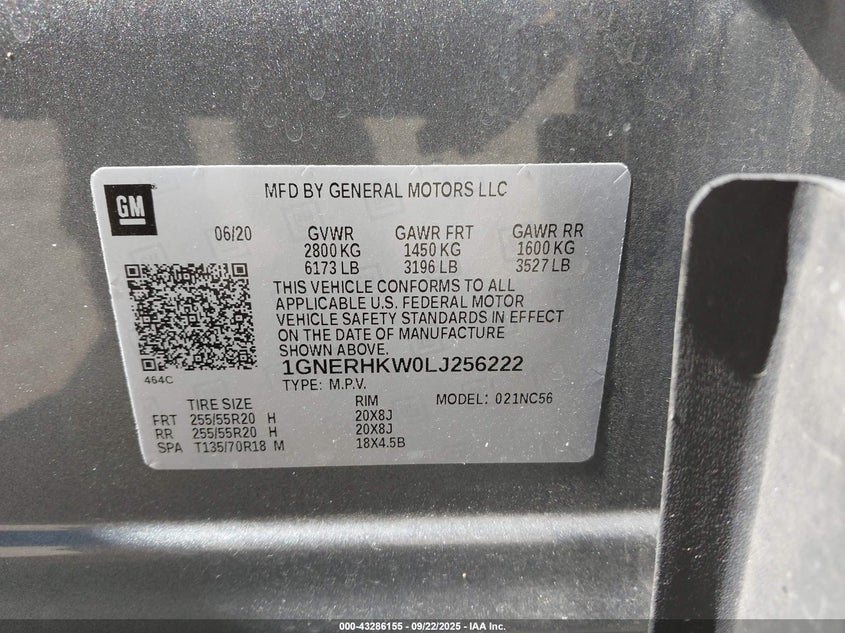 GM
MFD BY GENERAL MOTORS LLC
06/20 GVWR GAWR FRT GAWR RR
2800 KG 1450 KG 1600 KG
6173 LB 3196 LB 3527 LB
THIS VEHICLE CONFORMS TO ALL
APPLICABLE U.S. FEDERAL MOTOR
VEHICLE SAFETY STANDARDS IN EFFECT
ON THE DATE OF MANUFACTURE
SHOWN ABOVE.
464C
1GNERHKW0LJ256222
TYPE: M.P.V.
TIRE SIZE RIM MODEL: 021NC56
FRT 255/55R20 H 20X8J
RR 255/55R20 H 20X8J
SPA T135/70R18 M 18X4.5B
000-43286155 - 09/22/2025 - IAA Inc.